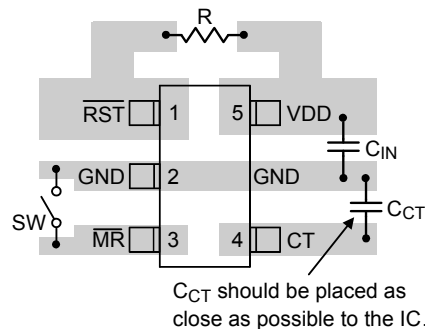 R
RST 1 5 VDD
CIN
GND 2 GND
CCT
SW
MR 3 4 CT
CCT should be placed as
close as possible to the IC.